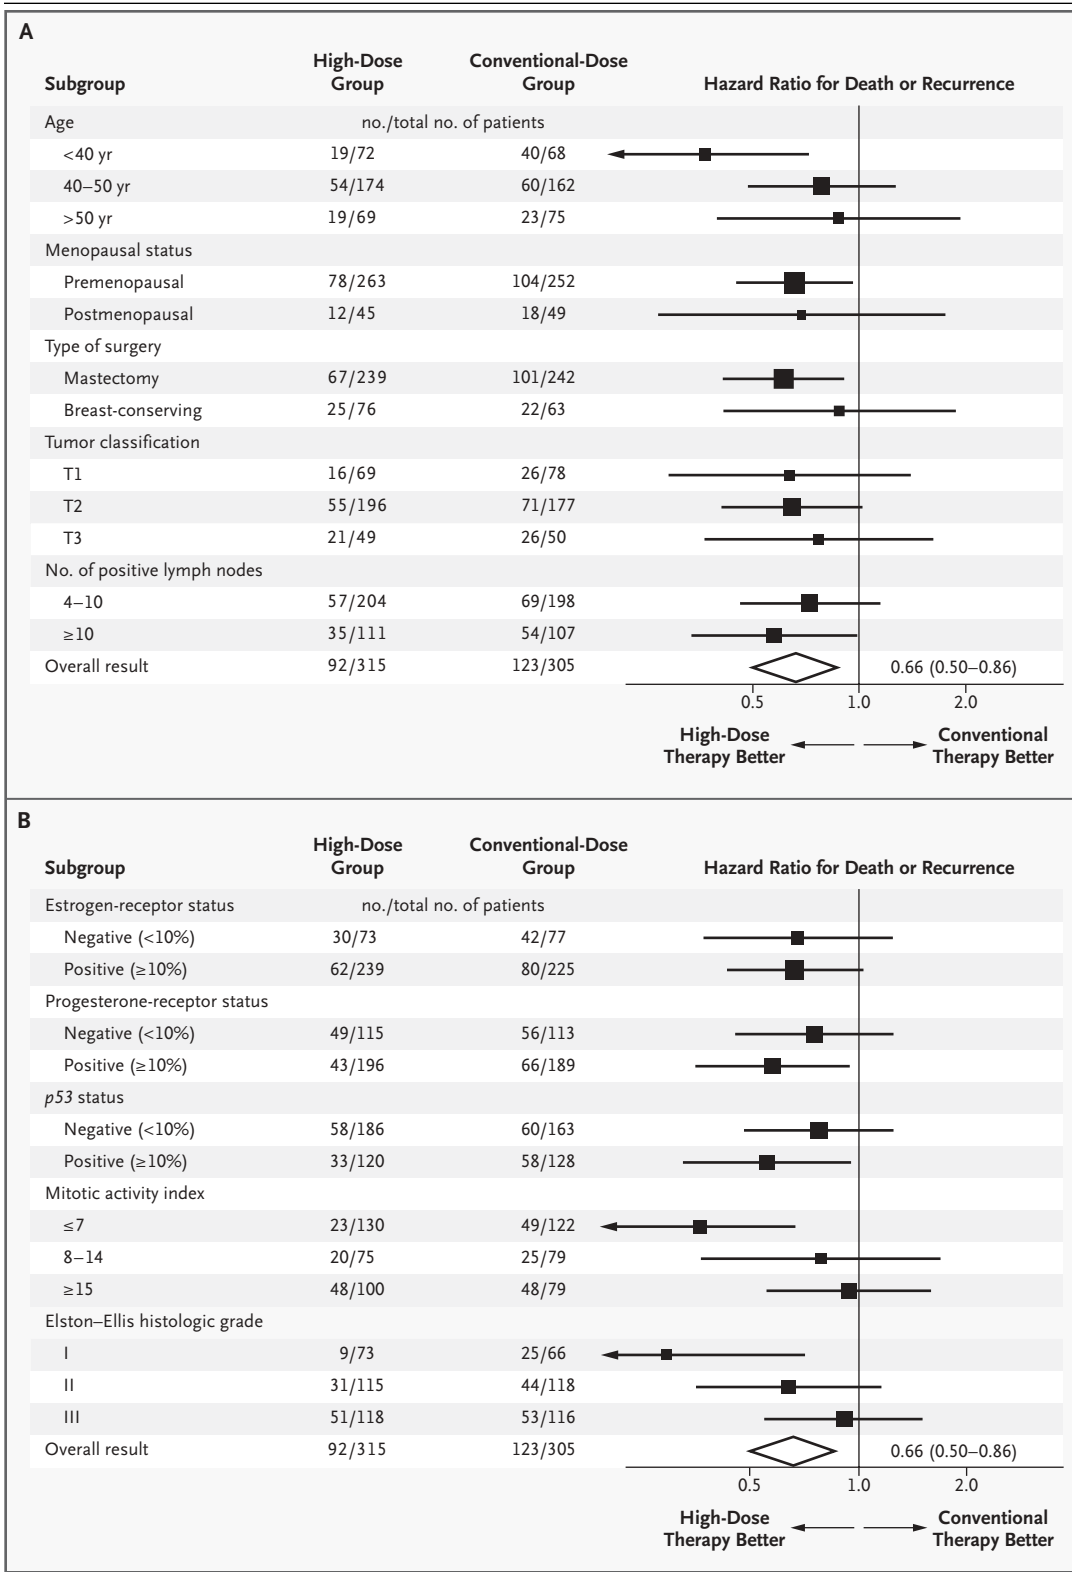 A
High-Dose Conventional-Dose
Subgroup Group Group Hazard Ratio for Death or Recurrence
Age no./total no. of patients
<40 yr 19/72 40/68
40–50 yr 54/174 60/162
>50 yr 19/69 23/75
Menopausal status
Premenopausal 78/263 104/252
Postmenopausal 12/45 18/49
Type of surgery
Mastectomy 67/239 101/242
Breast-conserving 25/76 22/63
Tumor classification
T1 16/69 26/78
T2 55/196 71/177
T3 21/49 26/50
No. of positive lymph nodes
4–10 57/204 69/198
≥10 35/111 54/107
Overall result 92/315 123/305 0.66 (0.50–0.86)
0.5 1.0 2.0
High-Dose Conventional
Therapy Better Therapy Better
B
High-Dose Conventional-Dose
Subgroup Group Group Hazard Ratio for Death or Recurrence
Estrogen-receptor status no./total no. of patients
Negative (<10%) 30/73 42/77
Positive (≥10%) 62/239 80/225
Progesterone-receptor status
Negative (<10%) 49/115 56/113
Positive (≥10%) 43/196 66/189
p53 status
Negative (<10%) 58/186 60/163
Positive (≥10%) 33/120 58/128
Mitotic activity index
≤7 23/130 49/122
8–14 20/75 25/79
≥15 48/100 48/79
Elston–Ellis histologic grade
I 9/73 25/66
II 31/115 44/118
III 51/118 53/116
Overall result 92/315 123/305 0.66 (0.50–0.86)
0.5 1.0 2.0
High-Dose Conventional
Therapy Better Therapy Better